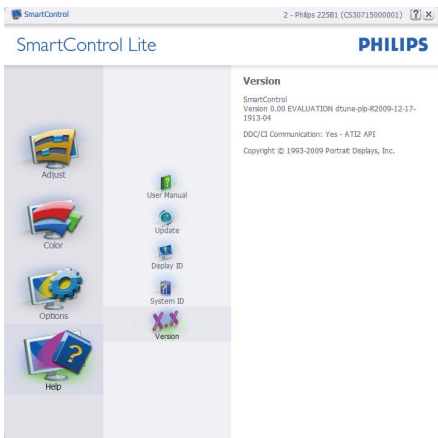 SmartControl
2 - Philips 225B1 (CS30715000001)
SmartControl Lite
PHILIPS
Adjust
Color
Options
Help
User Manual
Update
Display ID
System ID
X.X
Version
Version
SmartControl
Version 0.00 EVALUATION dtune-plp-R2009-12-17-
1913-04
DDC/CI Communication: Yes - ATI2 API
Copyright © 1993-2009 Portrait Displays, Inc.